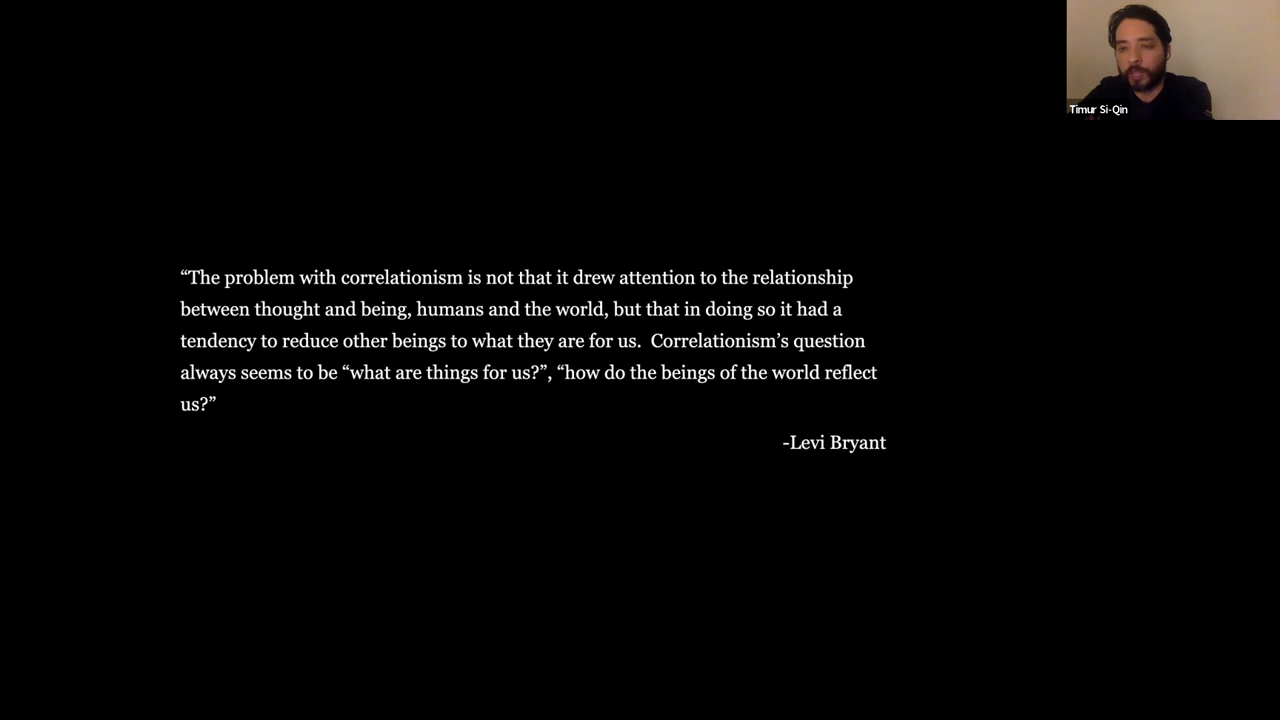 Timur Si-Qin
“The problem with correlationism is not that it drew attention to the relationship
between thought and being, humans and the world, but that in doing so it had a
tendency to reduce other beings to what they are for us.  Correlationism’s question
always seems to be “what are things for us?”, “how do the beings of the world reflect
us?”
-Levi Bryant